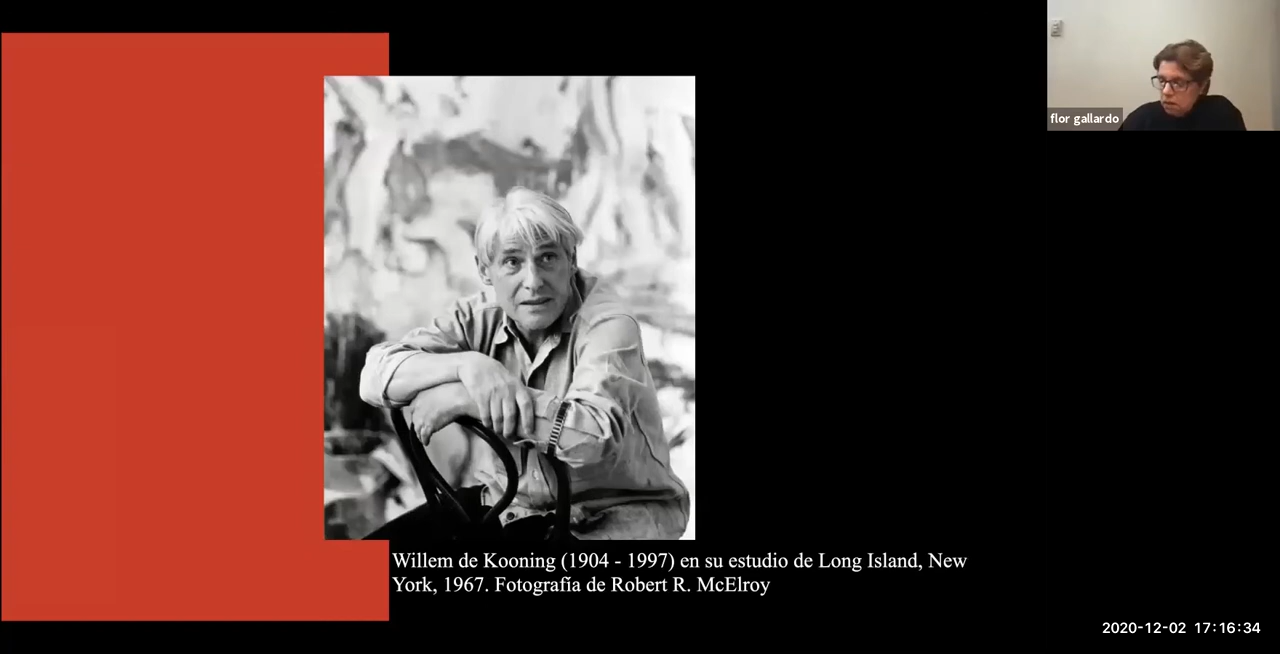 flor gallardo
Willem de Kooning (1904 - 1997) en su estudio de Long Island, New
York, 1967. Fotografía de Robert R. McElroy
2020-12-02 17:16:34